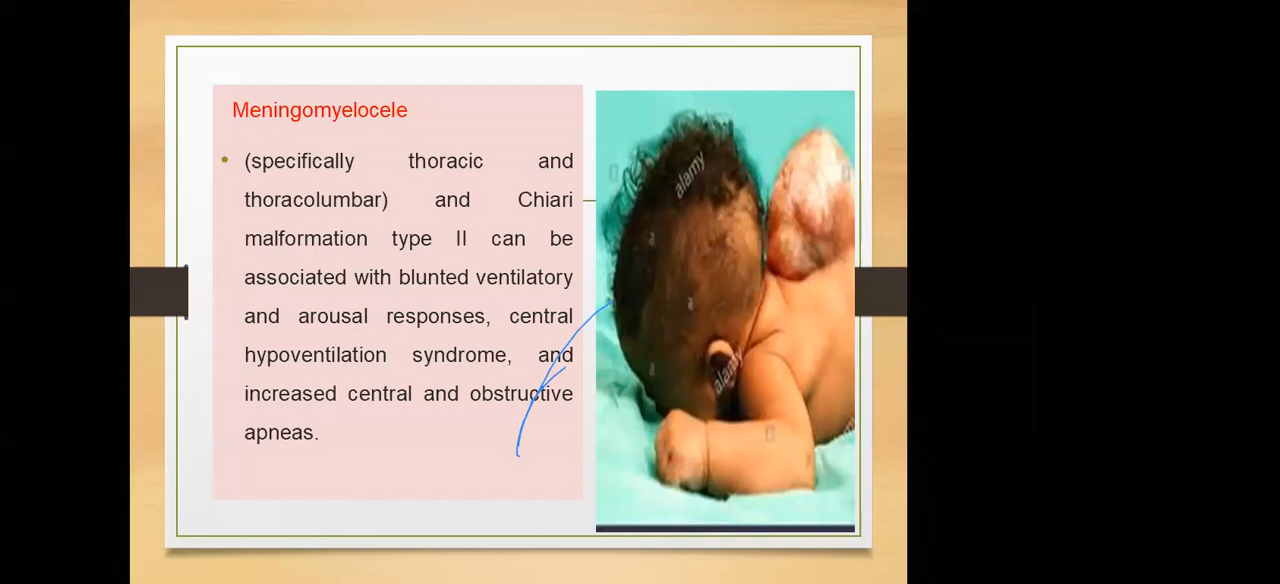 Meningomyelocele
(specifically thoracic and
thoracolumbar) and Chiari
malformation type II can be
associated with blunted ventilatory
and arousal responses, central
hypoventilation syndrome, and
increased central and obstructive
apneas.
alamy
a
a
a
alamy